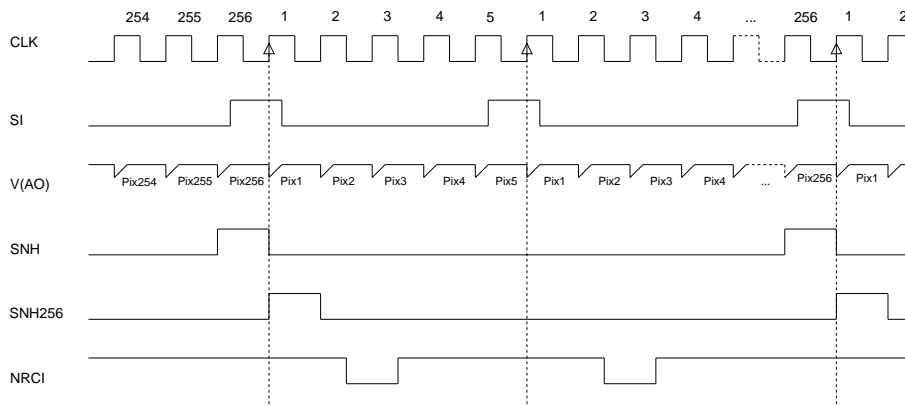 254 255 256 1 2 3 4 5 1 2 3 4 ... 256 1 2
CLK
SI
V(AO)
Pix254 Pix255 Pix256 Pix1 Pix2 Pix3 Pix4 Pix5 Pix1 Pix2 Pix3 Pix4 ... Pix256 Pix1
SNH
SNH256
NRCI